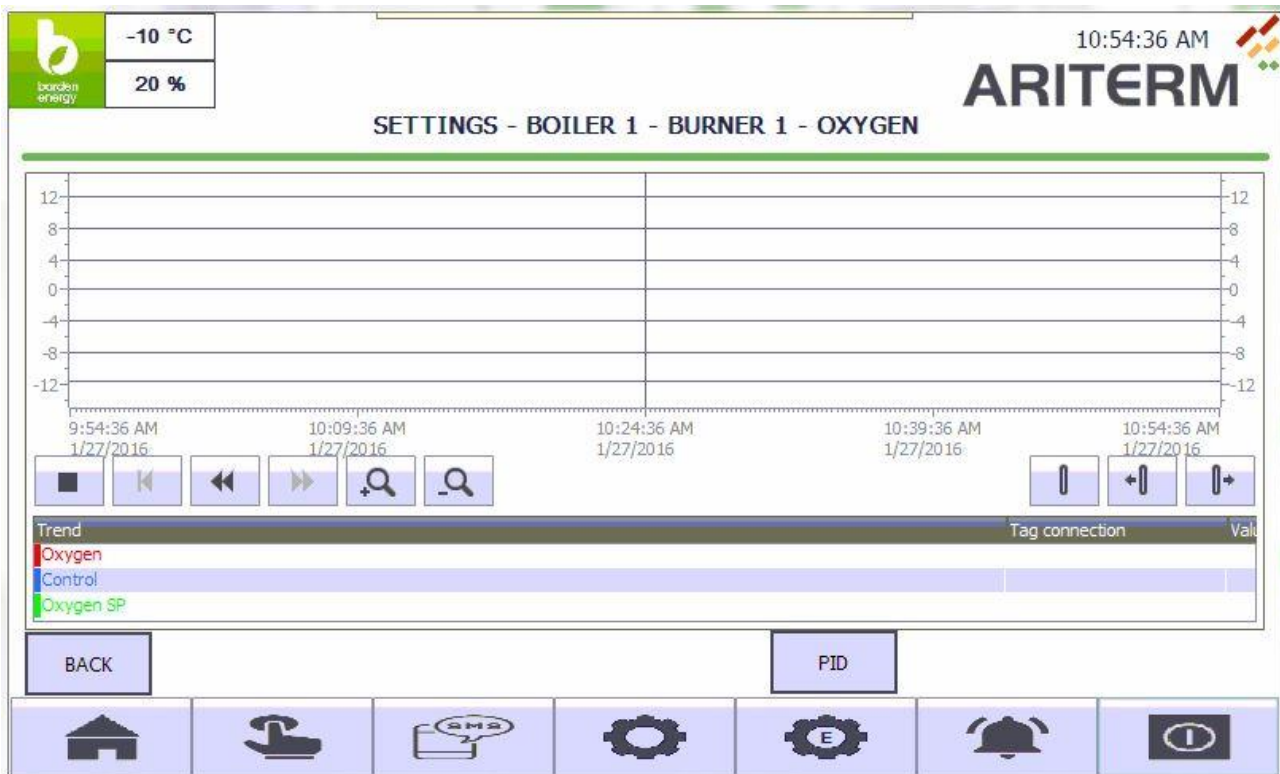 -10 °C
20 %
borden
energy
10:54:36 AM
ARITERM
SETTINGS - BOILER 1 - BURNER 1 - OXYGEN
12 12
8 8
4 4
0 0
-4 -4
-8 -8
-12 -12
9:54:36 AM 10:09:36 AM 10:24:36 AM 10:39:36 AM 10:54:36 AM
1/27/2016 1/27/2016 1/27/2016 1/27/2016 1/27/2016
Trend Tag connection Valu
Oxygen
Control
Oxygen SP
BACK PID
SMS
E